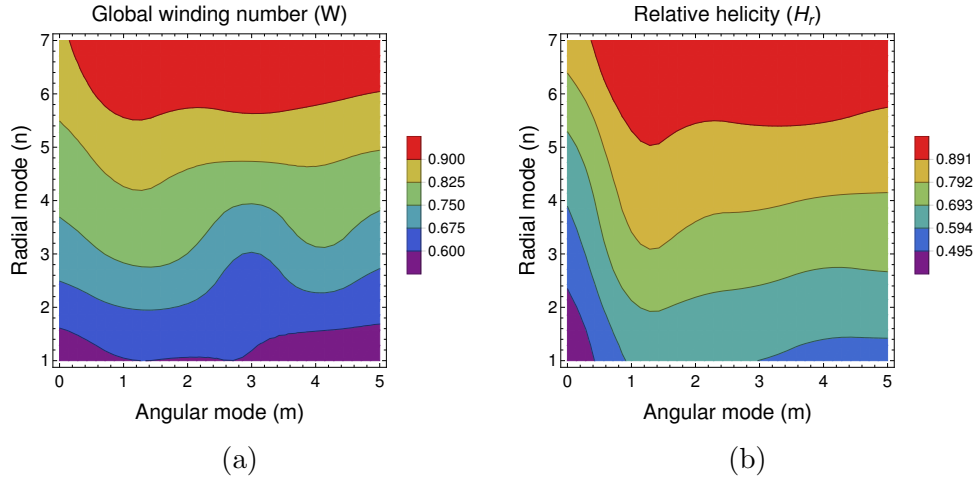 Global winding number (W)
Radial mode (n)
7
6
5
4
3
2
1
0 1 2 3 4 5
Angular mode (m)
0.900
0.825
0.750
0.675
0.600
(a)
Relative helicity (Hr)
Radial mode (n)
7
6
5
4
3
2
1
0 1 2 3 4 5
Angular mode (m)
0.891
0.792
0.693
0.594
0.495
(b)